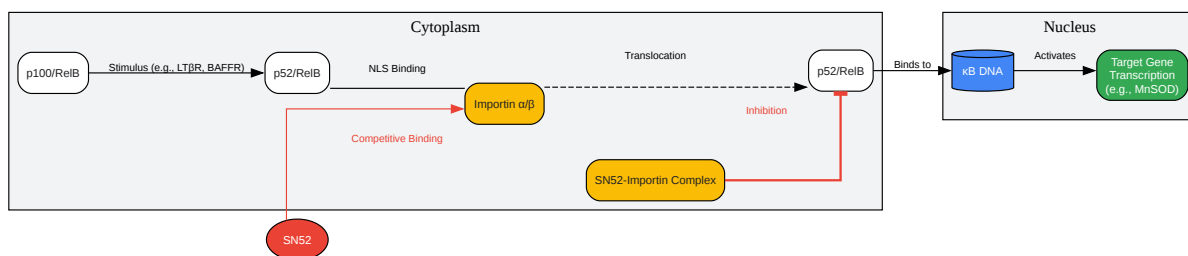 Cytoplasm
Nucleus
p100/RelB
Stimulus (e.g., LTβR, BAFFR)
p52/RelB
NLS Binding
Importin α/β
Translocation
p52/RelB
Inhibition
Competitive Binding
SN52-Importin Complex
SN52
Binds to
κB DNA
Activates
Target Gene
Transcription
(e.g., MnSOD)